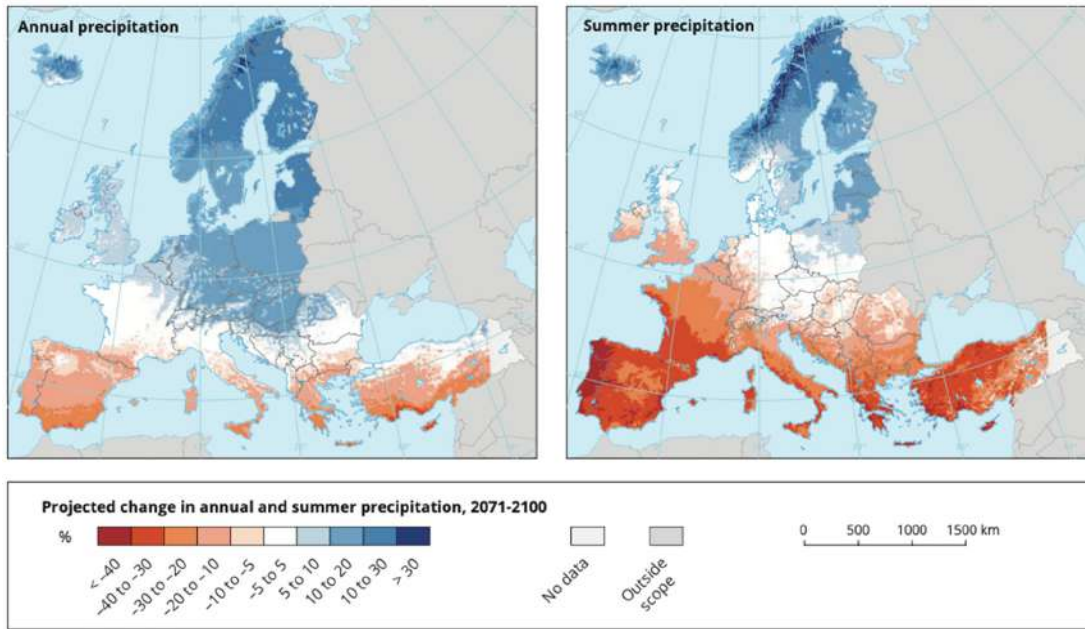 Annual precipitation
Summer precipitation
Projected change in annual and summer precipitation, 2071-2100
%
< -40
-40 to -30
-30 to -20
-20 to -10
-10 to -5
-5 to 5
5 to 10
10 to 20
10 to 30
> 30
No data
Outside
scope
0 500 1000 1500 km